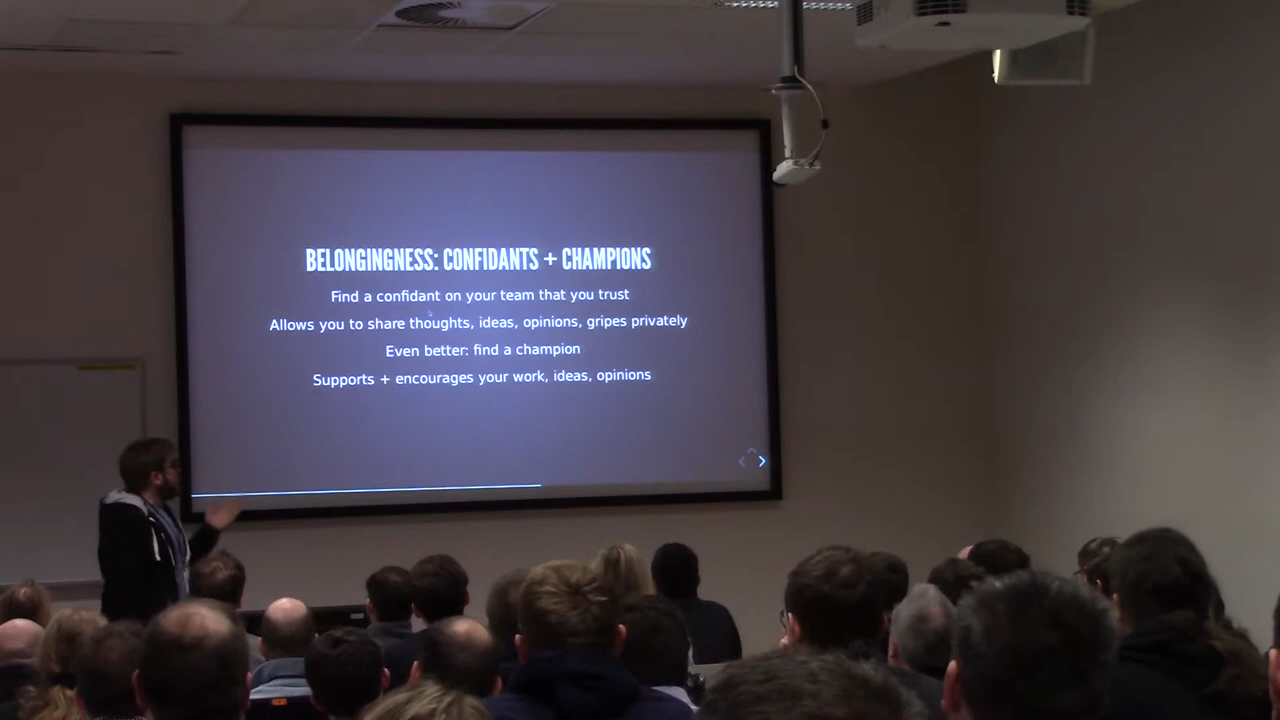 BELONGINGNESS: CONFIDANTS + CHAMPIONS
Find a confidant on your team that you trust
Allows you to share thoughts, ideas, opinions, gripes privately
Even better: find a champion
Supports + encourages your work, ideas, opinions